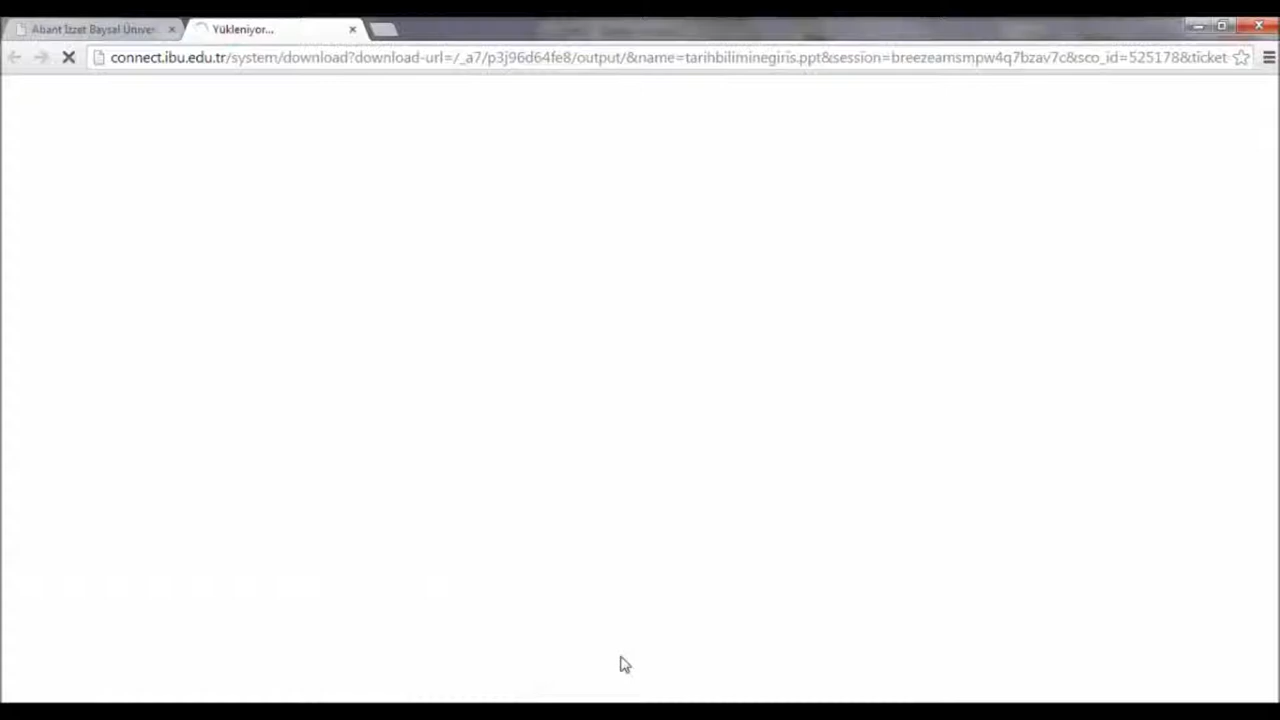 Abant İzzet Baysal Üniver
Yükleniyor...
connect.ibu.edu.tr/system/download?download-url=/_a7/p3j96d64fe8/output/&name=tarihbiliminegiris.ppt&session=breezeamsmpw4q7bzav7c&sco_id=525178&ticket